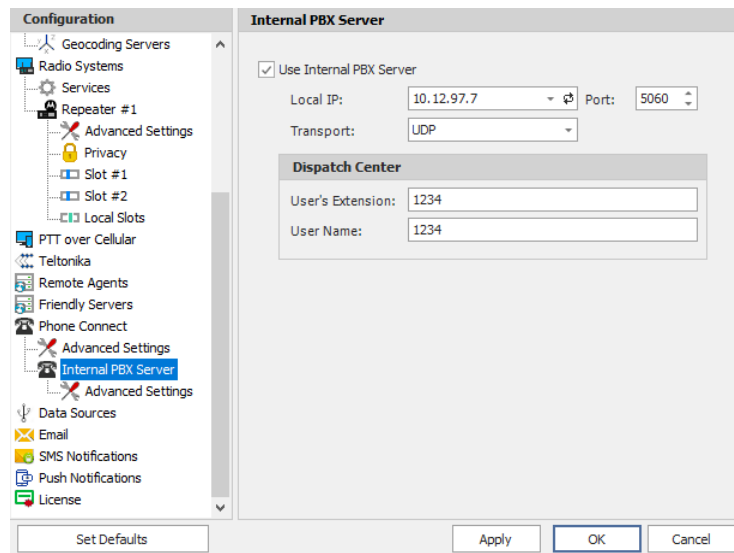 Configuration
Geocoding Servers
Radio Systems
Services
Repeater #1
Advanced Settings
Privacy
Slot #1
Slot #2
Local Slots
PTT over Cellular
Teltonika
Remote Agents
Friendly Servers
Phone Connect
Advanced Settings
Internal PBX Server
Advanced Settings
Data Sources
Email
SMS Notifications
Push Notifications
License
Set Defaults
Internal PBX Server
Use Internal PBX Server
Local IP: 10.12.97.7 Port: 5060
Transport: UDP
Dispatch Center
User's Extension: 1234
User Name: 1234
Apply OK Cancel